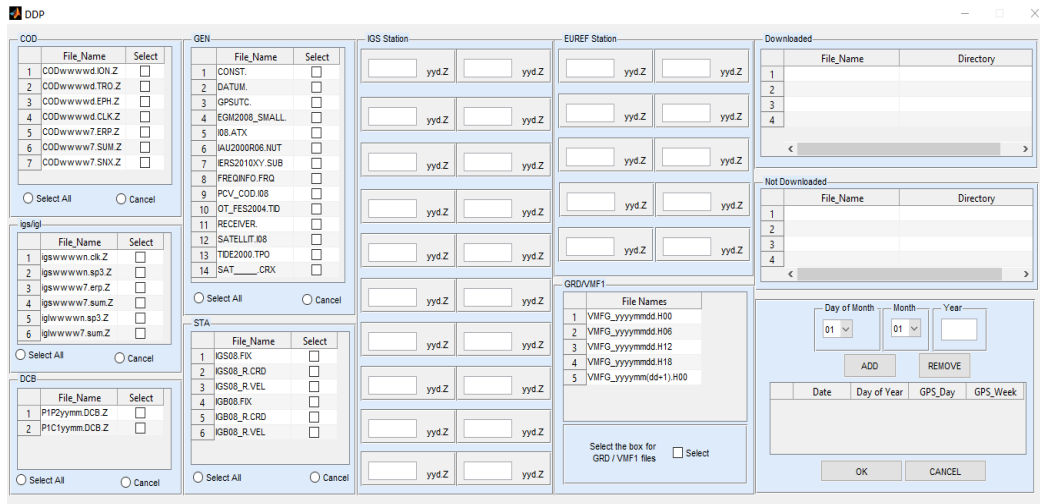 DDP
COD
File_Name Select
1 CODwwwwd.ION.Z
2 CODwwwwd.TRO.Z
3 CODwwwwd.EPH.Z
4 CODwwwwd.CLK.Z
5 CODwwww7.ERP.Z
6 CODwwww7.SUM.Z
7 CODwwww7.SNX.Z
Select All Cancel
igs/igl
File_Name Select
1 igswwwwn.clk.Z
2 igswwwwn.sp3.Z
3 igswwww7.erp.Z
4 igswwww7.sum.Z
5 iglwwwwn.sp3.Z
6 iglwwww7.sum.Z
Select All Cancel
DCB
File_Name Select
1 P1P2yymm.DCB.Z
2 P1C1yymm.DCB.Z
Select All Cancel
GEN
File_Name Select
1 CONST.
2 DATUM.
3 GPSUTC.
4 EGM2008_SMALL.
5 I08.ATX
6 IAU2000R06.NUT
7 IERS2010XY.SUB
8 FREQINFO.FRQ
9 PCV_COD.I08
10 OT_FES2004.TID
11 RECEIVER.
12 SATELLIT.I08
13 TIDE2000.TPO
14 SAT_____.CRX
Select All Cancel
STA
File_Name Select
1 IGS08.FIX
2 IGS08_R.CRD
3 IGS08_R.VEL
4 IGB08.FIX
5 IGB08_R.CRD
6 IGB08_R.VEL
Select All Cancel
IGS Station
yyd.Z yyd.Z
yyd.Z yyd.Z
yyd.Z yyd.Z
yyd.Z yyd.Z
yyd.Z yyd.Z
yyd.Z yyd.Z
yyd.Z yyd.Z
yyd.Z yyd.Z
yyd.Z yyd.Z
yyd.Z yyd.Z
EUREF Station
yyd.Z yyd.Z
yyd.Z yyd.Z
yyd.Z yyd.Z
yyd.Z yyd.Z
yyd.Z yyd.Z
GRD/VMF1
File Names
1 VMFG_yyyymmdd.H00
2 VMFG_yyyymmdd.H06
3 VMFG_yyyymmdd.H12
4 VMFG_yyyymmdd.H18
5 VMFG_yyyymm(dd+1).H00
Select the box for
GRD / VMF1 files
Select
Downloaded
File_Name Directory
1
2
3
4
Not Downloaded
File_Name Directory
1
2
3
4
Day of Month Month Year
01 01
ADD REMOVE
Date Day of Year GPS_Day GPS_Week
OK CANCEL